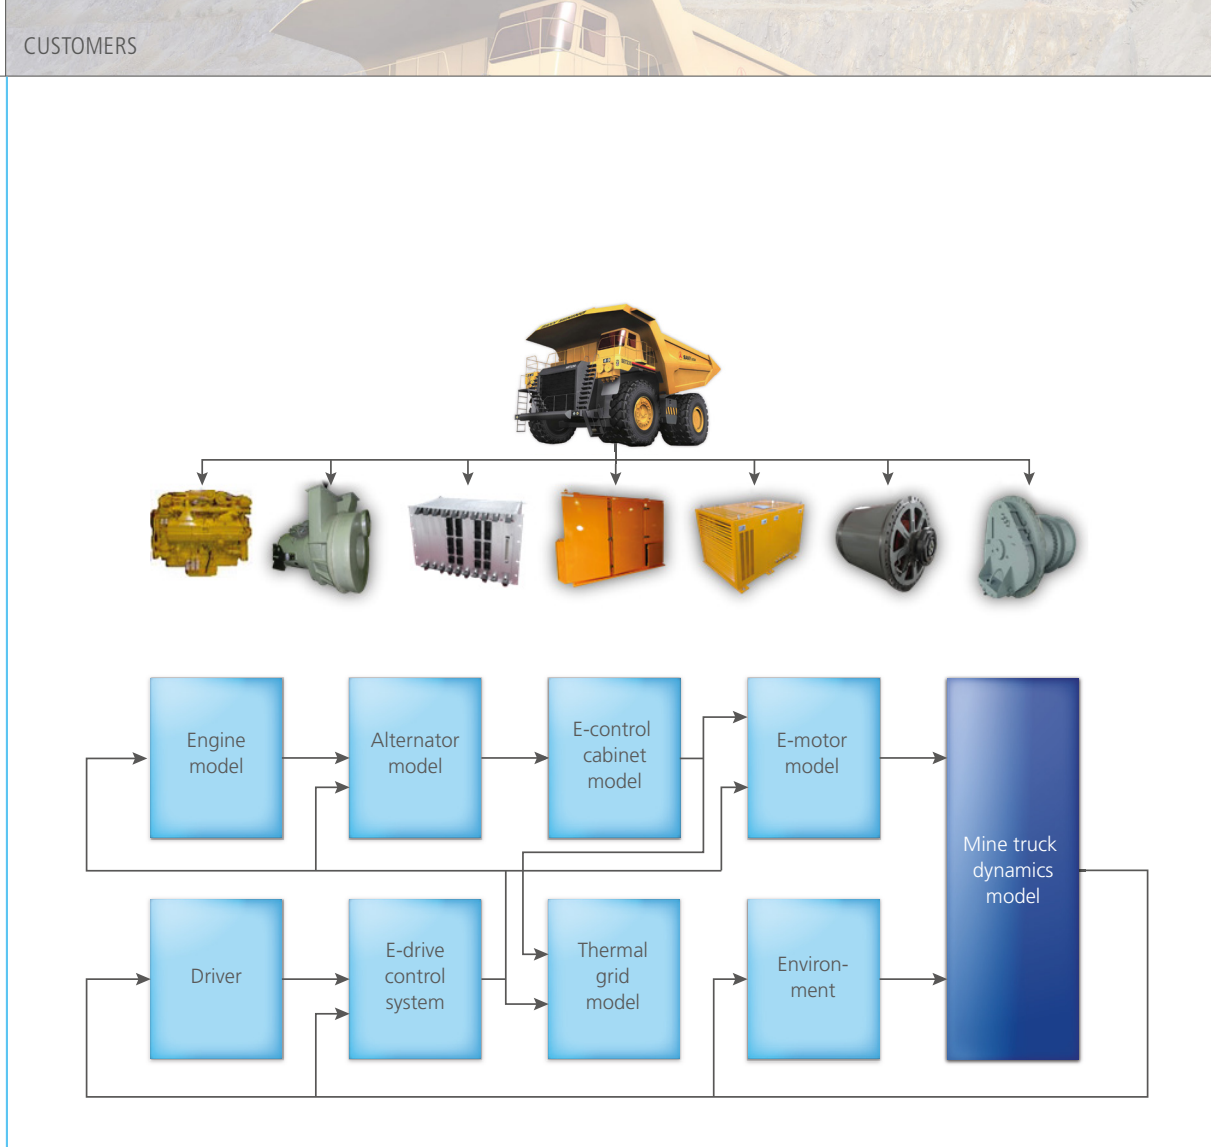 CUSTOMERS
Engine
model
Alternator
model
E-control
cabinet
model
E-motor
model
Mine truck
dynamics
model
Driver
E-drive
control
system
Thermal
grid
model
Environ-
ment